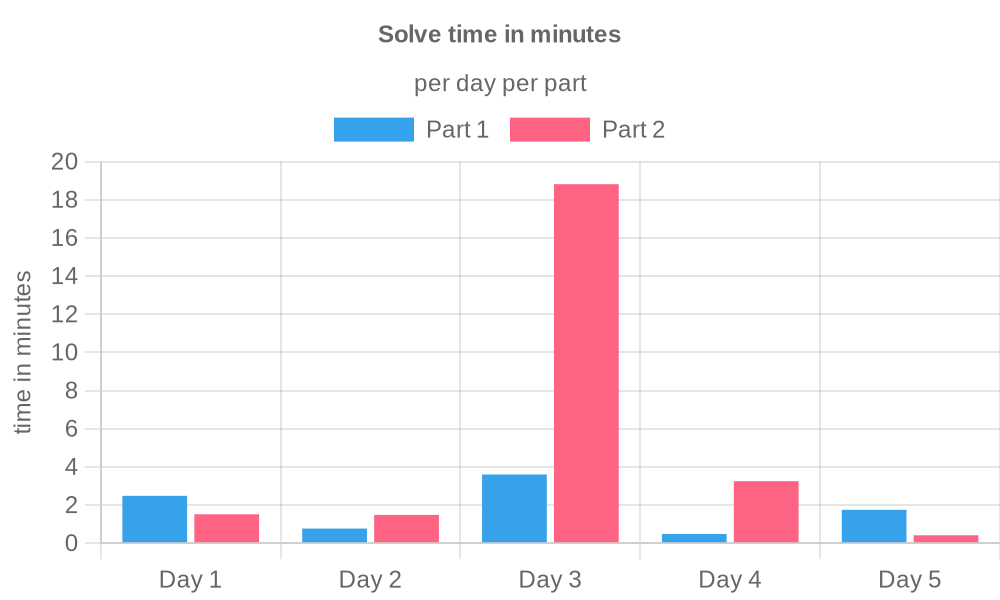 Solve time in minutes
per day per part
Part 1 Part 2
20
18
16
14
12
10
8
6
4
2
0
time in minutes
Day 1 Day 2 Day 3 Day 4 Day 5